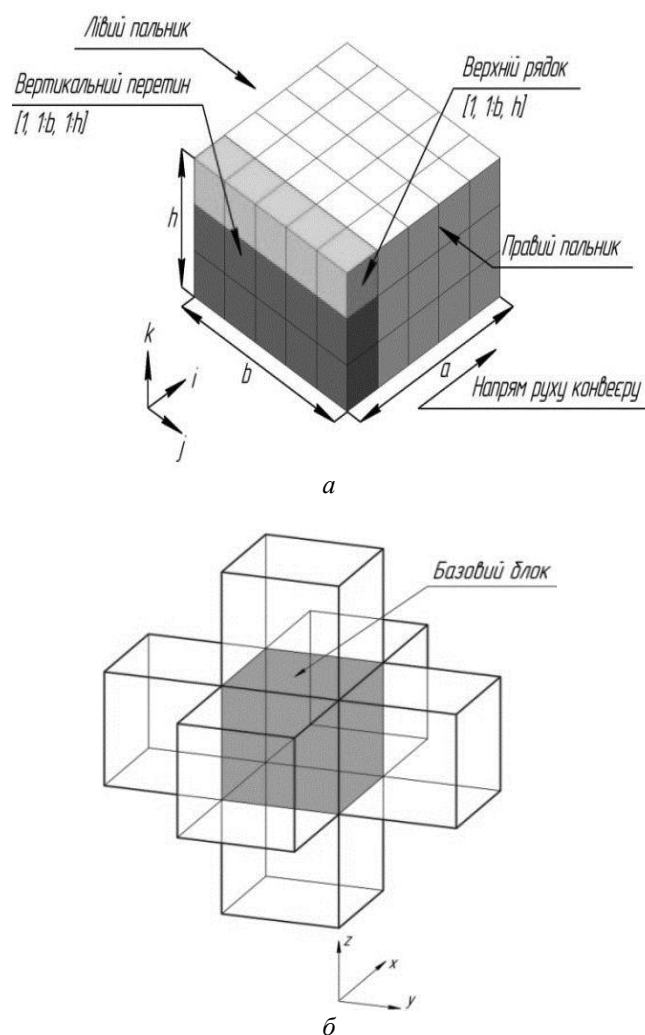 Лівий пальник
Вертикальний перетин
[1, 1:b, 1:h]
Верхній рядок
[1, 1:b, h]
Правий пальник
h
b
a
k
i
j
Напрям руху конвеєру
а
Базовий блок
z
x
y
б